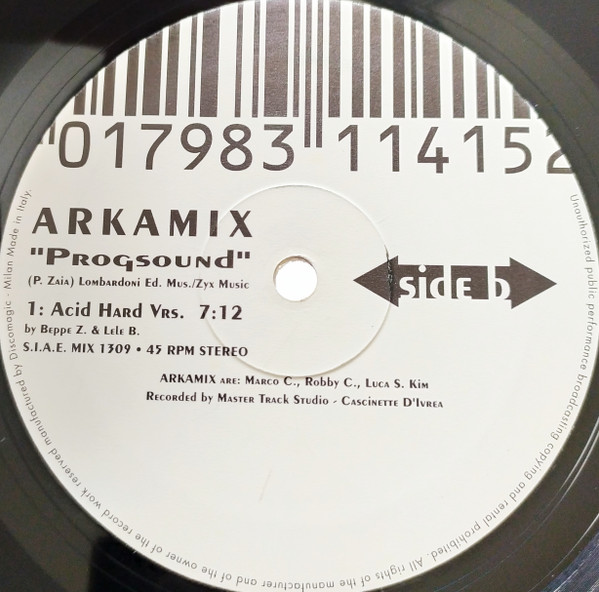 017983 114152
ARKAMIX
"PROGSOUND"
(P. ZAIA) LOMBARDONI ED. MUS./ZYX MUSIC
side b
1: ACID HARD VRS. 7:12
BY BEPPE Z. & LELE B.
S.I.A.E. MIX 1309 • 45 RPM STEREO
ARKAMIX ARE: MARCO C., ROBBY C., LUCA S. KIM
RECORDED BY MASTER TRACK STUDIO - CASCINETTE D'IVREA
Unauthorized public performance broadcasting copying and rental prohibited. All rights of the manufacturer and of the owner of the record work reserved manufactured by Discomagic - Milan Made in Italy.